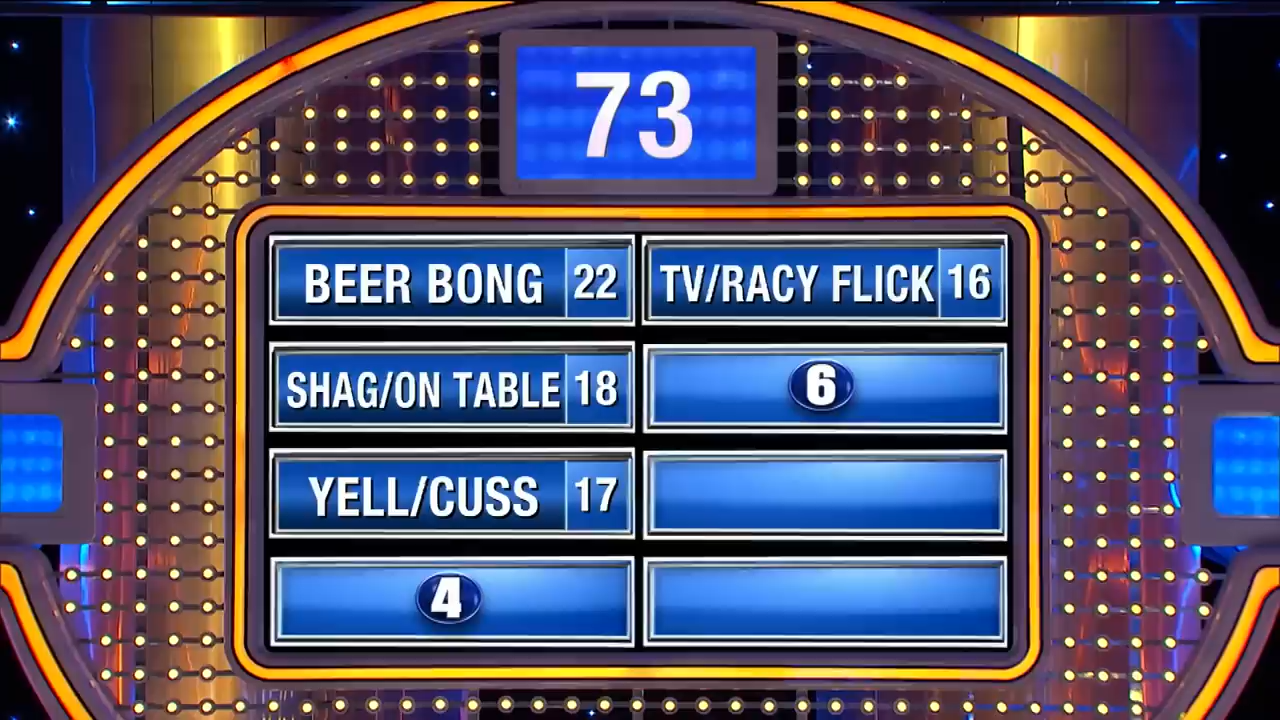 73
BEER BONG 22
SHAG/ON TABLE 18
YELL/CUSS 17
4
TV/RACY FLICK 16
6